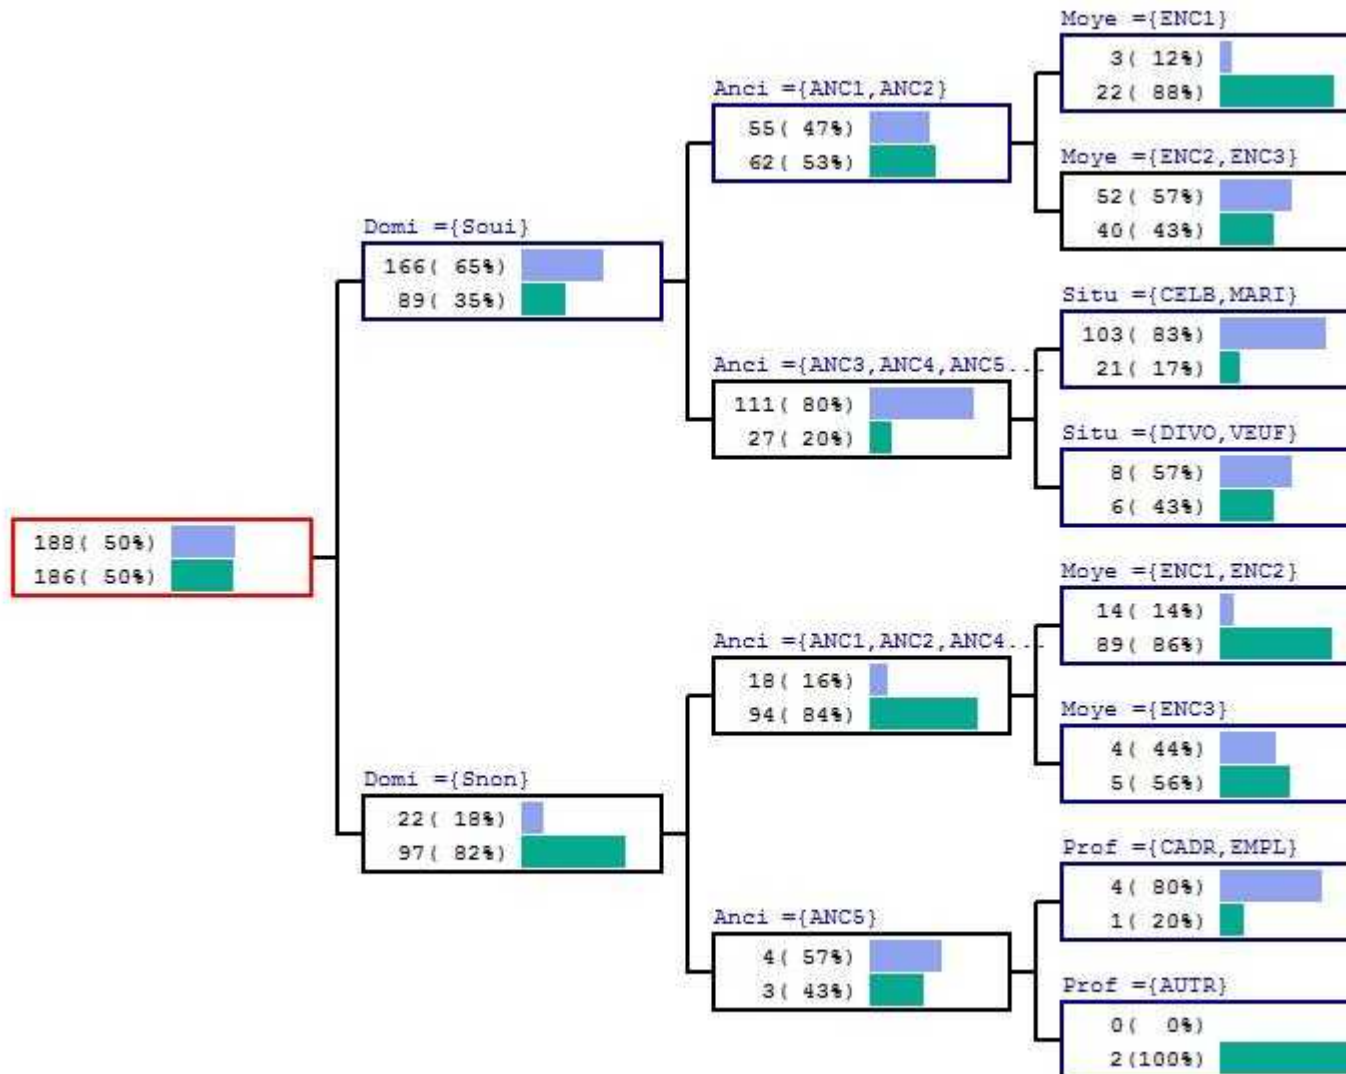 Moye ={ENC1}
3( 12%)
22( 88%)
Anci ={ANC1,ANC2}
55( 47%)
62( 53%)
Moye ={ENC2,ENC3}
52( 57%)
40( 43%)
Domi ={Soui}
166( 65%)
89( 35%)
Situ ={CELB,MARI}
103( 83%)
21( 17%)
Anci ={ANC3,ANC4,ANC5...
111( 80%)
27( 20%)
Situ ={DIVO,VEUF}
8( 57%)
6( 43%)
188( 50%)
186( 50%)
Moye ={ENC1,ENC2}
14( 14%)
89( 86%)
Anci ={ANC1,ANC2,ANC4...
18( 16%)
94( 84%)
Moye ={ENC3}
4( 44%)
5( 56%)
Domi ={Snon}
22( 18%)
97( 82%)
Prof ={CADR,EMPL}
4( 80%)
1( 20%)
Anci ={ANC5}
4( 57%)
3( 43%)
Prof ={AUTR}
0( 0%)
2(100%)